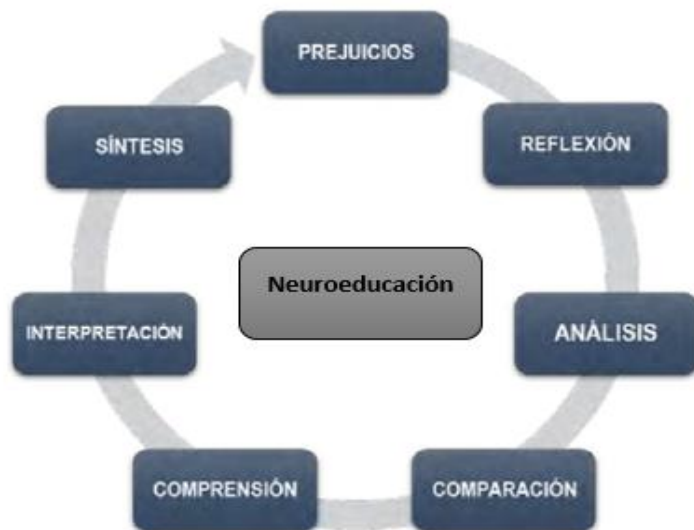 PREJUICIOS
REFLEXIÓN
ANÁLISIS
COMPARACIÓN
COMPRENSIÓN
INTERPRETACIÓN
SÍNTESIS
Neuroeducación